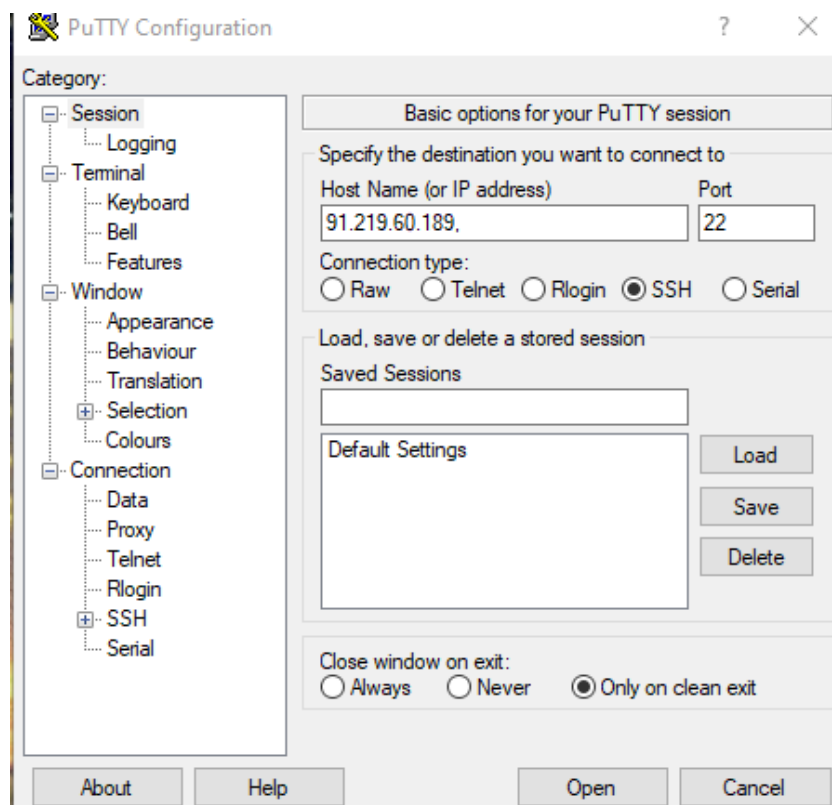 PuTTY Configuration
?
Category:
Session
Logging
Terminal
Keyboard
Bell
Features
Window
Appearance
Behaviour
Translation
Selection
Colours
Connection
Data
Proxy
Telnet
Rlogin
SSH
Serial
Basic options for your PuTTY session
Specify the destination you want to connect to
Host Name (or IP address) Port
91.219.60.189, 22
Connection type:
Raw Telnet Rlogin SSH Serial
Load, save or delete a stored session
Saved Sessions
Default Settings
Load
Save
Delete
Close window on exit:
Always Never Only on clean exit
About Help Open Cancel